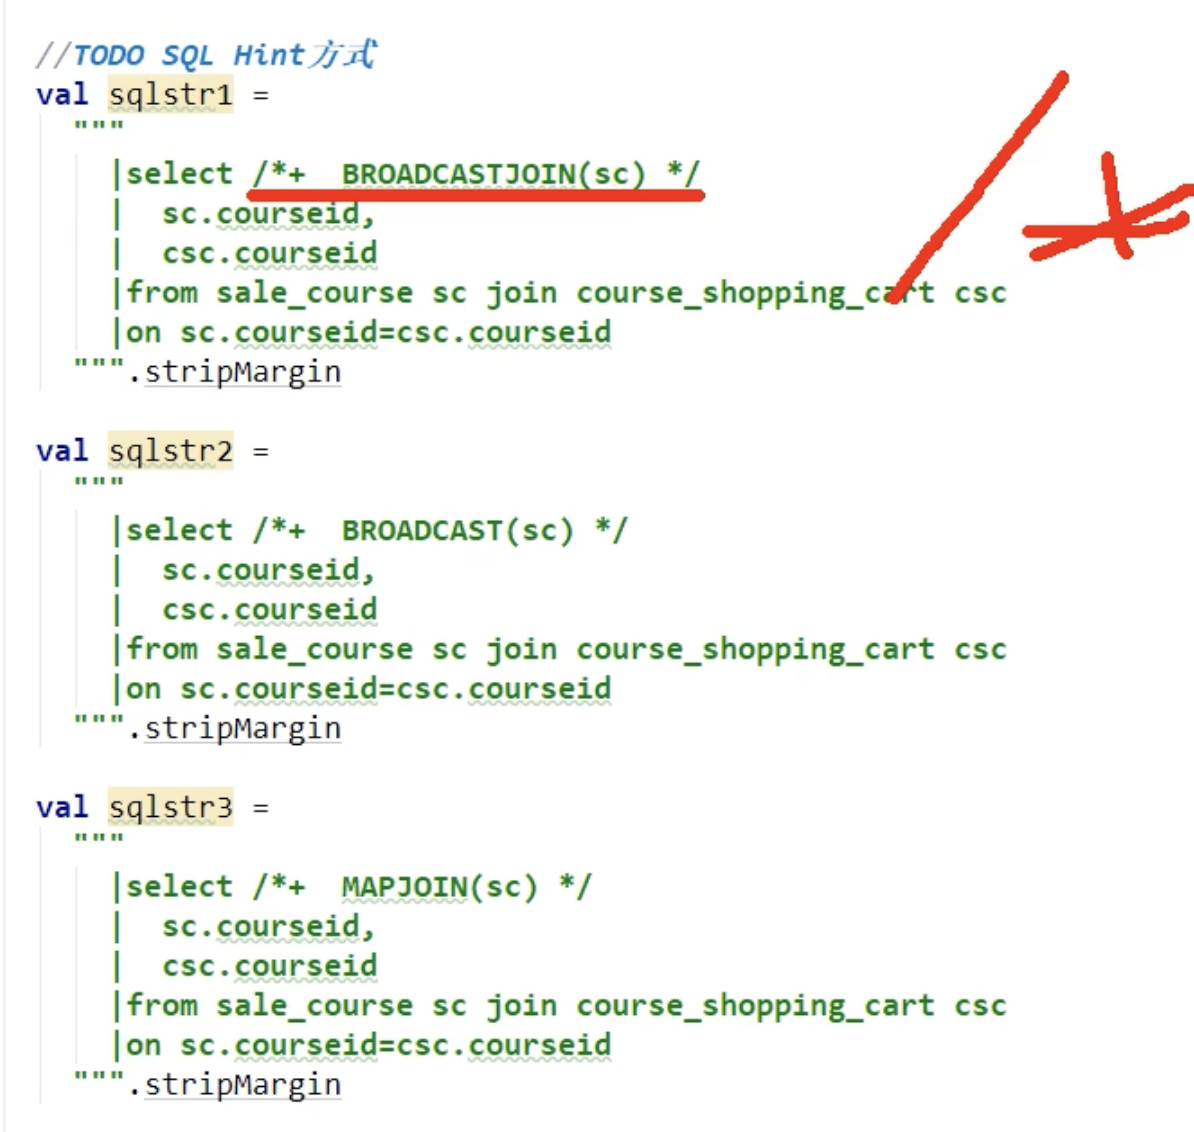 //TODO SQL Hint方式
val sqlstr1 =
"""
|select /*+  BROADCASTJOIN(sc) */
|  sc.courseid,
|  csc.courseid
|from sale_course sc join course_shopping_cart csc
|on sc.courseid=csc.courseid
""".stripMargin
val sqlstr2 =
"""
|select /*+  BROADCAST(sc) */
|  sc.courseid,
|  csc.courseid
|from sale_course sc join course_shopping_cart csc
|on sc.courseid=csc.courseid
""".stripMargin
val sqlstr3 =
"""
|select /*+  MAPJOIN(sc) */
|  sc.courseid,
|  csc.courseid
|from sale_course sc join course_shopping_cart csc
|on sc.courseid=csc.courseid
""".stripMargin